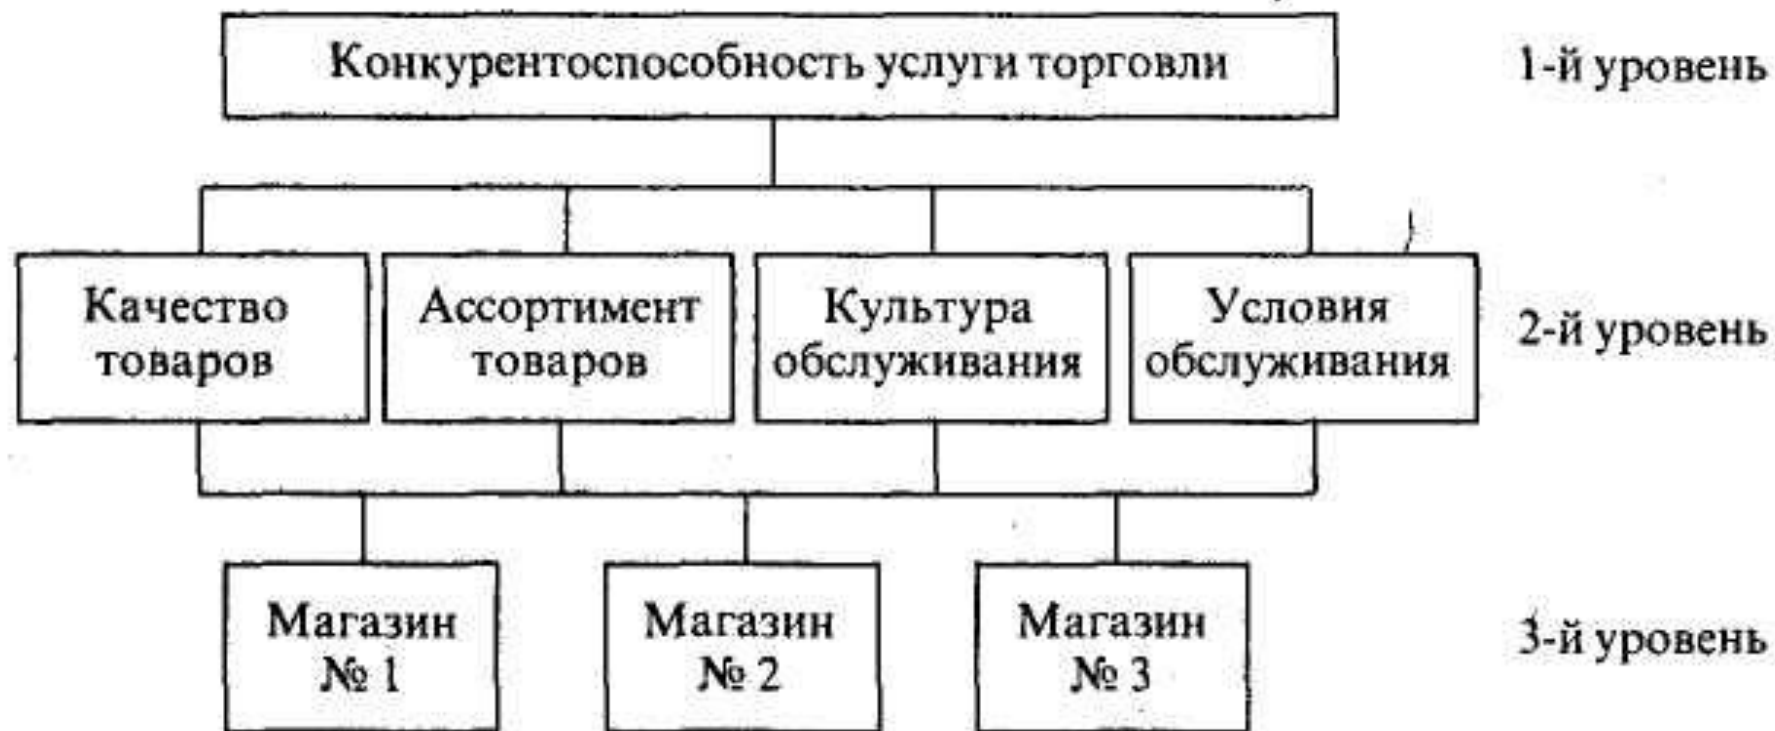 Конкурентоспособность услуги торговли
1-й уровень
Качество
товаров
Ассортимент
товаров
Культура
обслуживания
Условия
обслуживания
2-й уровень
Магазин
№ 1
Магазин
№ 2
Магазин
№ 3
3-й уровень